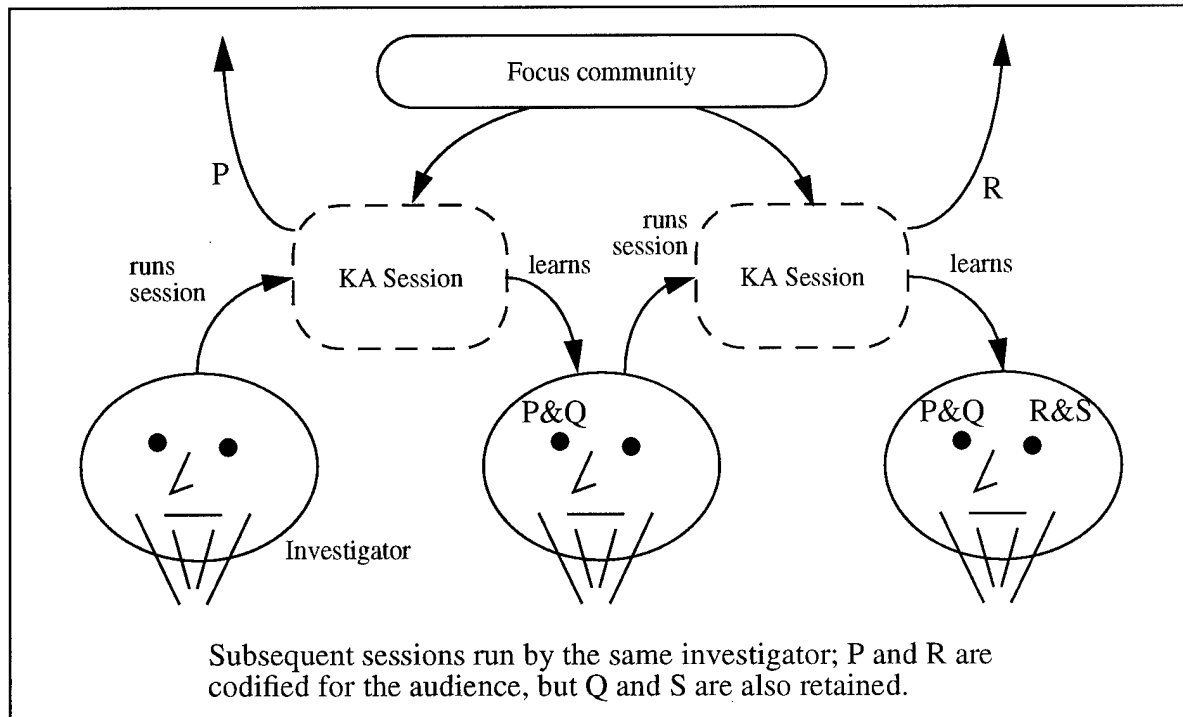 Focus community
P
R
runs
session
KA Session
learns
runs
session
KA Session
learns
P&Q
P&Q
R&S
Investigator
Subsequent sessions run by the same investigator; P and R are
codified for the audience, but Q and S are also retained.